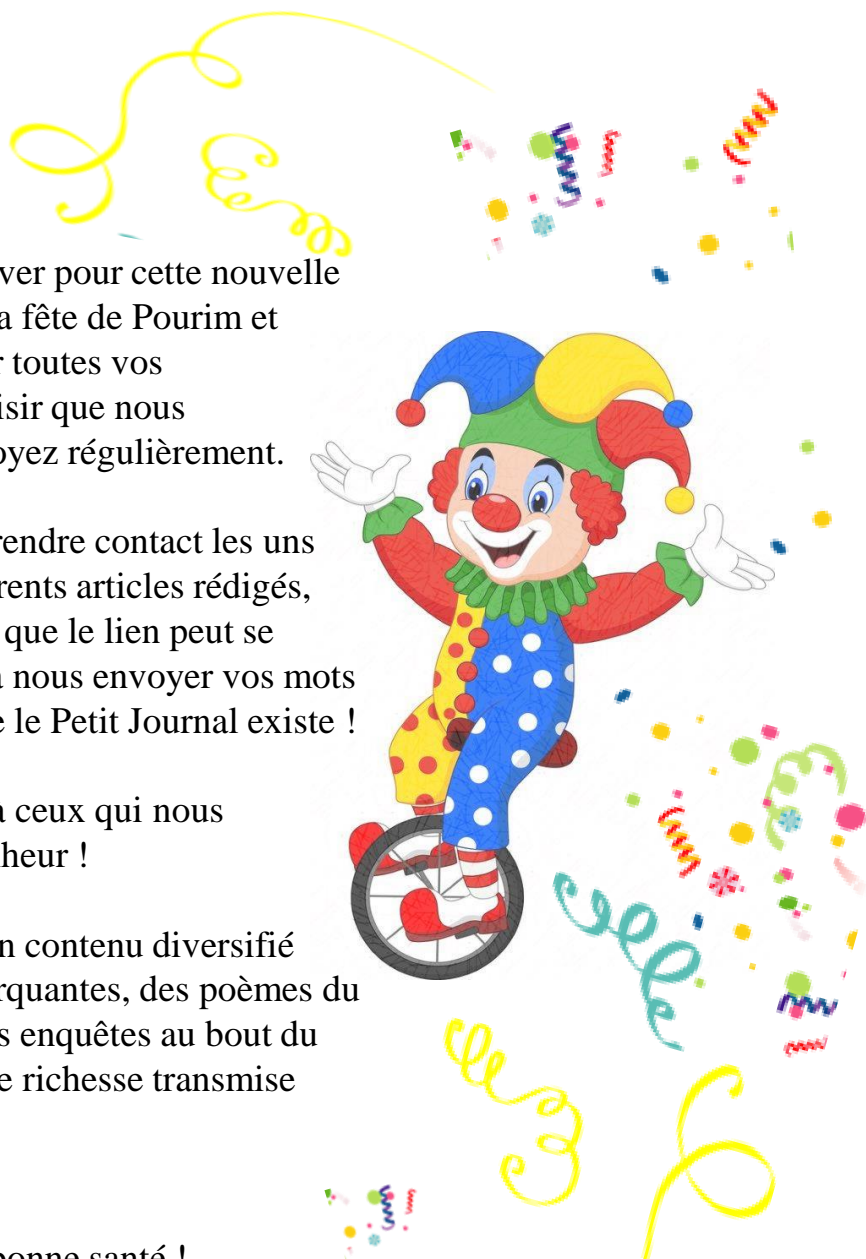 ver pour cette nouvelle
a fête de Pourim et
r toutes vos
isir que nous
oyez régulièrement.
rendre contact les uns
rents articles rédigés,
que le lien peut se
à nous envoyer vos mots
e le Petit Journal existe !
à ceux qui nous
heur !
n contenu diversifié
rquantes, des poèmes du
s enquêtes au bout du
e richesse transmise
bonne santé !